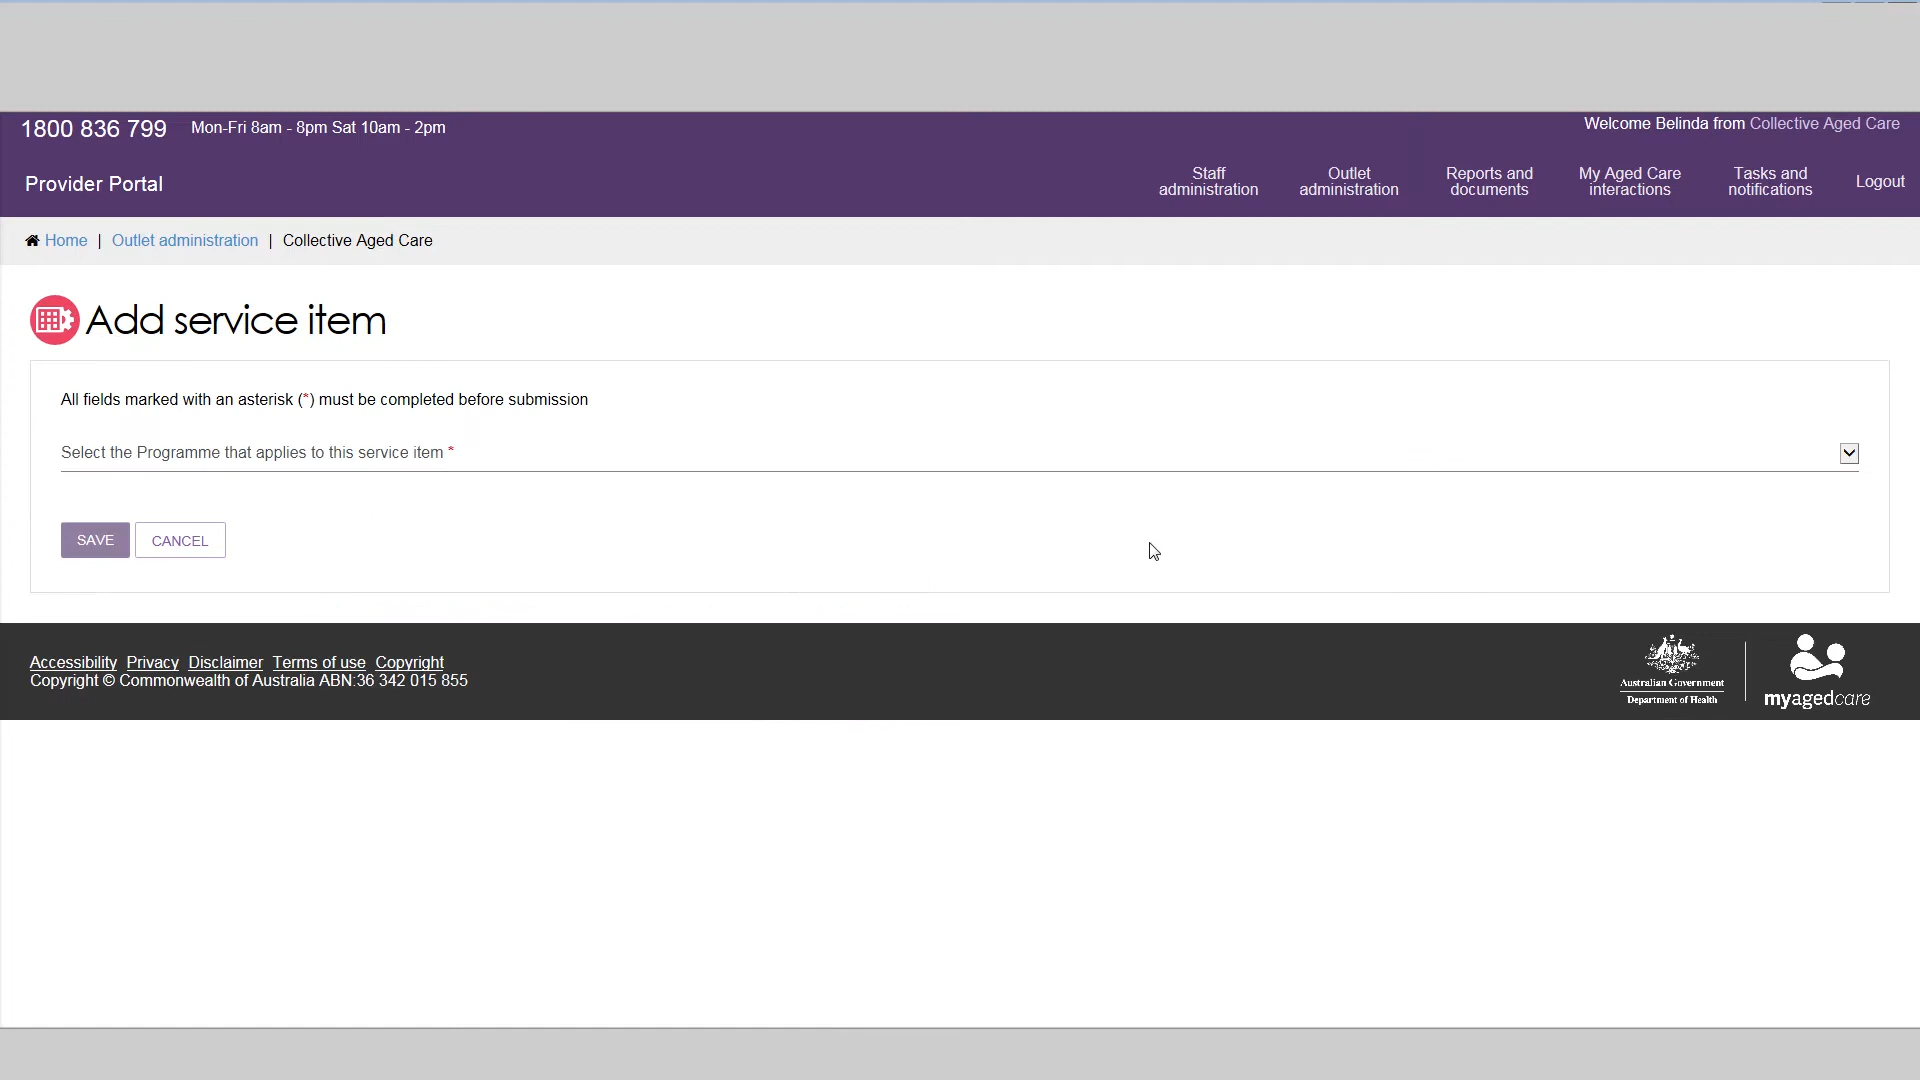 1800 836 799 Mon-Fri 8am - 8pm Sat 10am - 2pm
Welcome Belinda from Collective Aged Care
Provider Portal
Staff
administration
Outlet
administration
Reports and
documents
My Aged Care
interactions
Tasks and
notifications
Logout
Home | Outlet administration | Collective Aged Care
Add service item
All fields marked with an asterisk (*) must be completed before submission
Select the Programme that applies to this service item *
SAVE
CANCEL
Accessibility Privacy Disclaimer Terms of use Copyright
Copyright © Commonwealth of Australia ABN:36 342 015 855
Australian Government
Department of Health
myagedcare